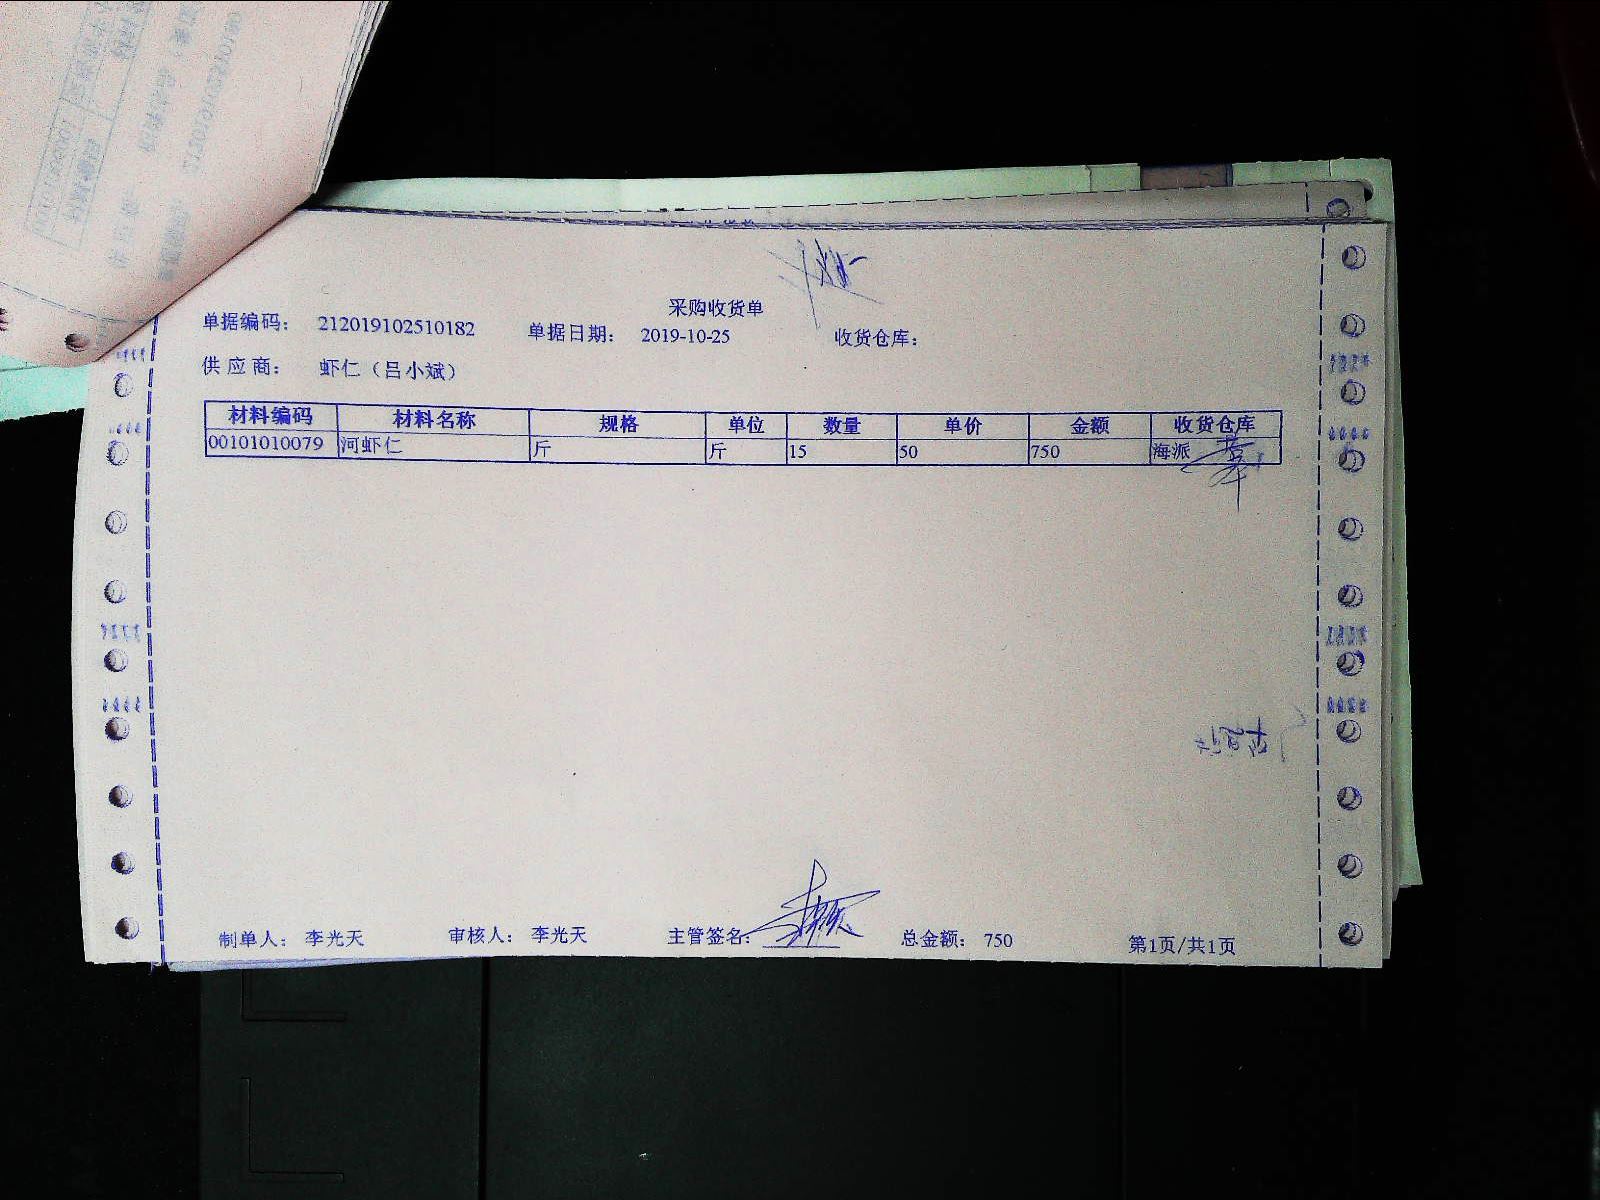 采购收货单
单据编码： 212019102510182 单据日期： 2019-10-25 收货仓库：
供 应 商： 虾仁（吕小斌）
材料编码 材料名称 规格 单位 数量 单价 金额 收货仓库
00101010079 河虾仁 斤 斤 15 50 750 海派
制单人： 李光天 审核人： 李光天 主管签名： 总金额： 750 第1页/共1页